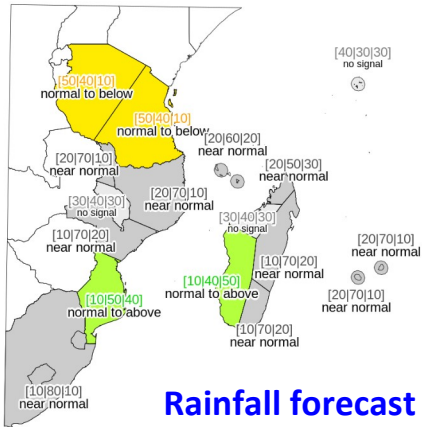 [40|30|30]
no signal
[50|40|10]
normal to below
[50|40|10]
normal to below
[20|60|20]
near normal
[20|70|10]
near normal
[20|50|30]
near normal
[20|70|10]
near normal
[30|40|30]
no signal
[30|40|30]
no signal
[10|70|20]
near normal
[20|70|10]
near normal
[10|70|20]
near normal
[10|40|50]
normal to above
[20|70|10]
near normal
[10|50|40]
normal to above
[10|70|20]
near normal
[10|80|10]
near normal
Rainfall forecast